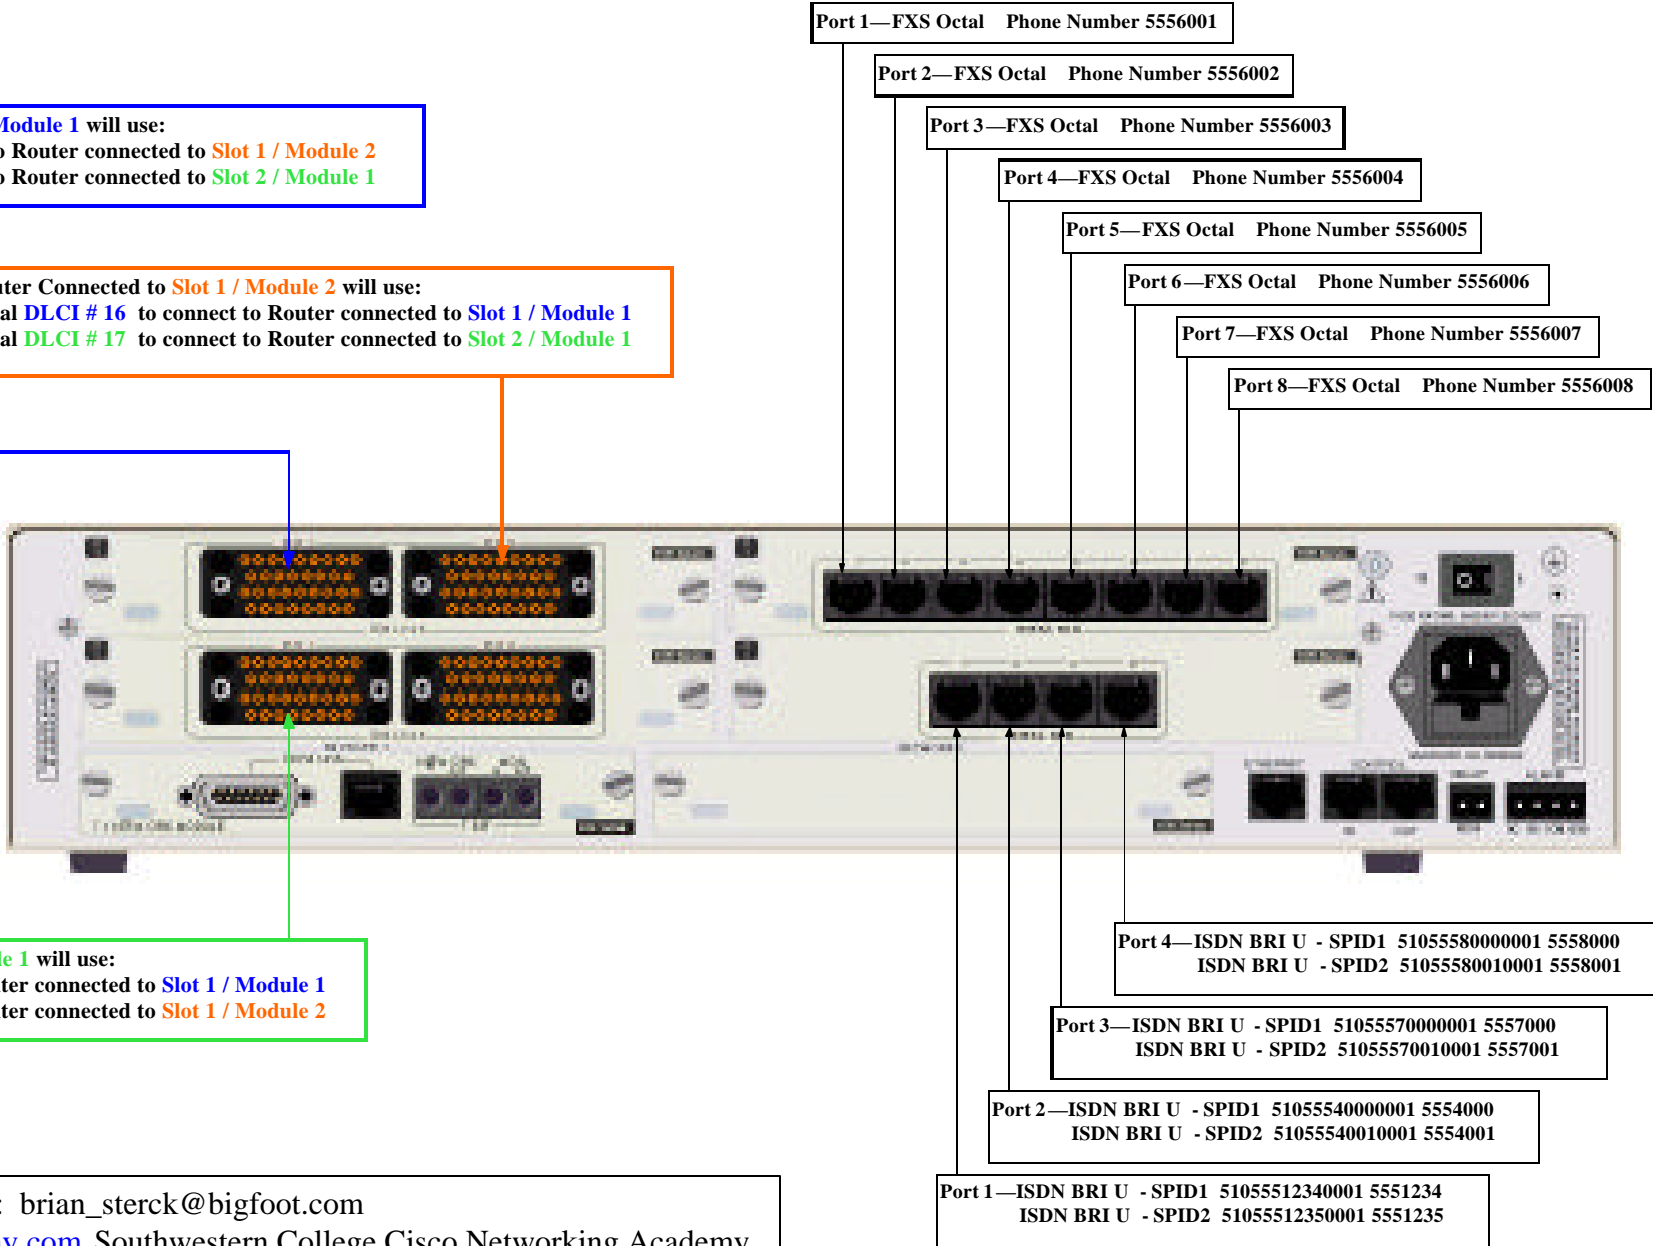 Port 1—FXS Octal Phone Number 5556001
Port 2—FXS Octal Phone Number 5556002
Port 3—FXS Octal Phone Number 5556003
Port 4—FXS Octal Phone Number 5556004
Port 5—FXS Octal Phone Number 5556005
Port 6—FXS Octal Phone Number 5556006
Port 7—FXS Octal Phone Number 5556007
Port 8—FXS Octal Phone Number 5556008
Module 1 will use:
o Router connected to Slot 1 / Module 2
o Router connected to Slot 2 / Module 1
uter Connected to Slot 1 / Module 2 will use:
al DLCI # 16 to connect to Router connected to Slot 1 / Module 1
al DLCI # 17 to connect to Router connected to Slot 2 / Module 1
le 1 will use:
ter connected to Slot 1 / Module 1
ter connected to Slot 1 / Module 2
Port 4—ISDN BRI U - SPID1 51055580000001 5558000
ISDN BRI U - SPID2 51055580010001 5558001
Port 3—ISDN BRI U - SPID1 51055570000001 5557000
ISDN BRI U - SPID2 51055570010001 5557001
Port 2—ISDN BRI U - SPID1 51055540000001 5554000
ISDN BRI U - SPID2 51055540010001 5554001
Port 1—ISDN BRI U - SPID1 51055512340001 5551234
ISDN BRI U - SPID2 51055512350001 5551235
: brian_sterck@bigfoot.com
y.com Southwestern College Cisco Networking Academy